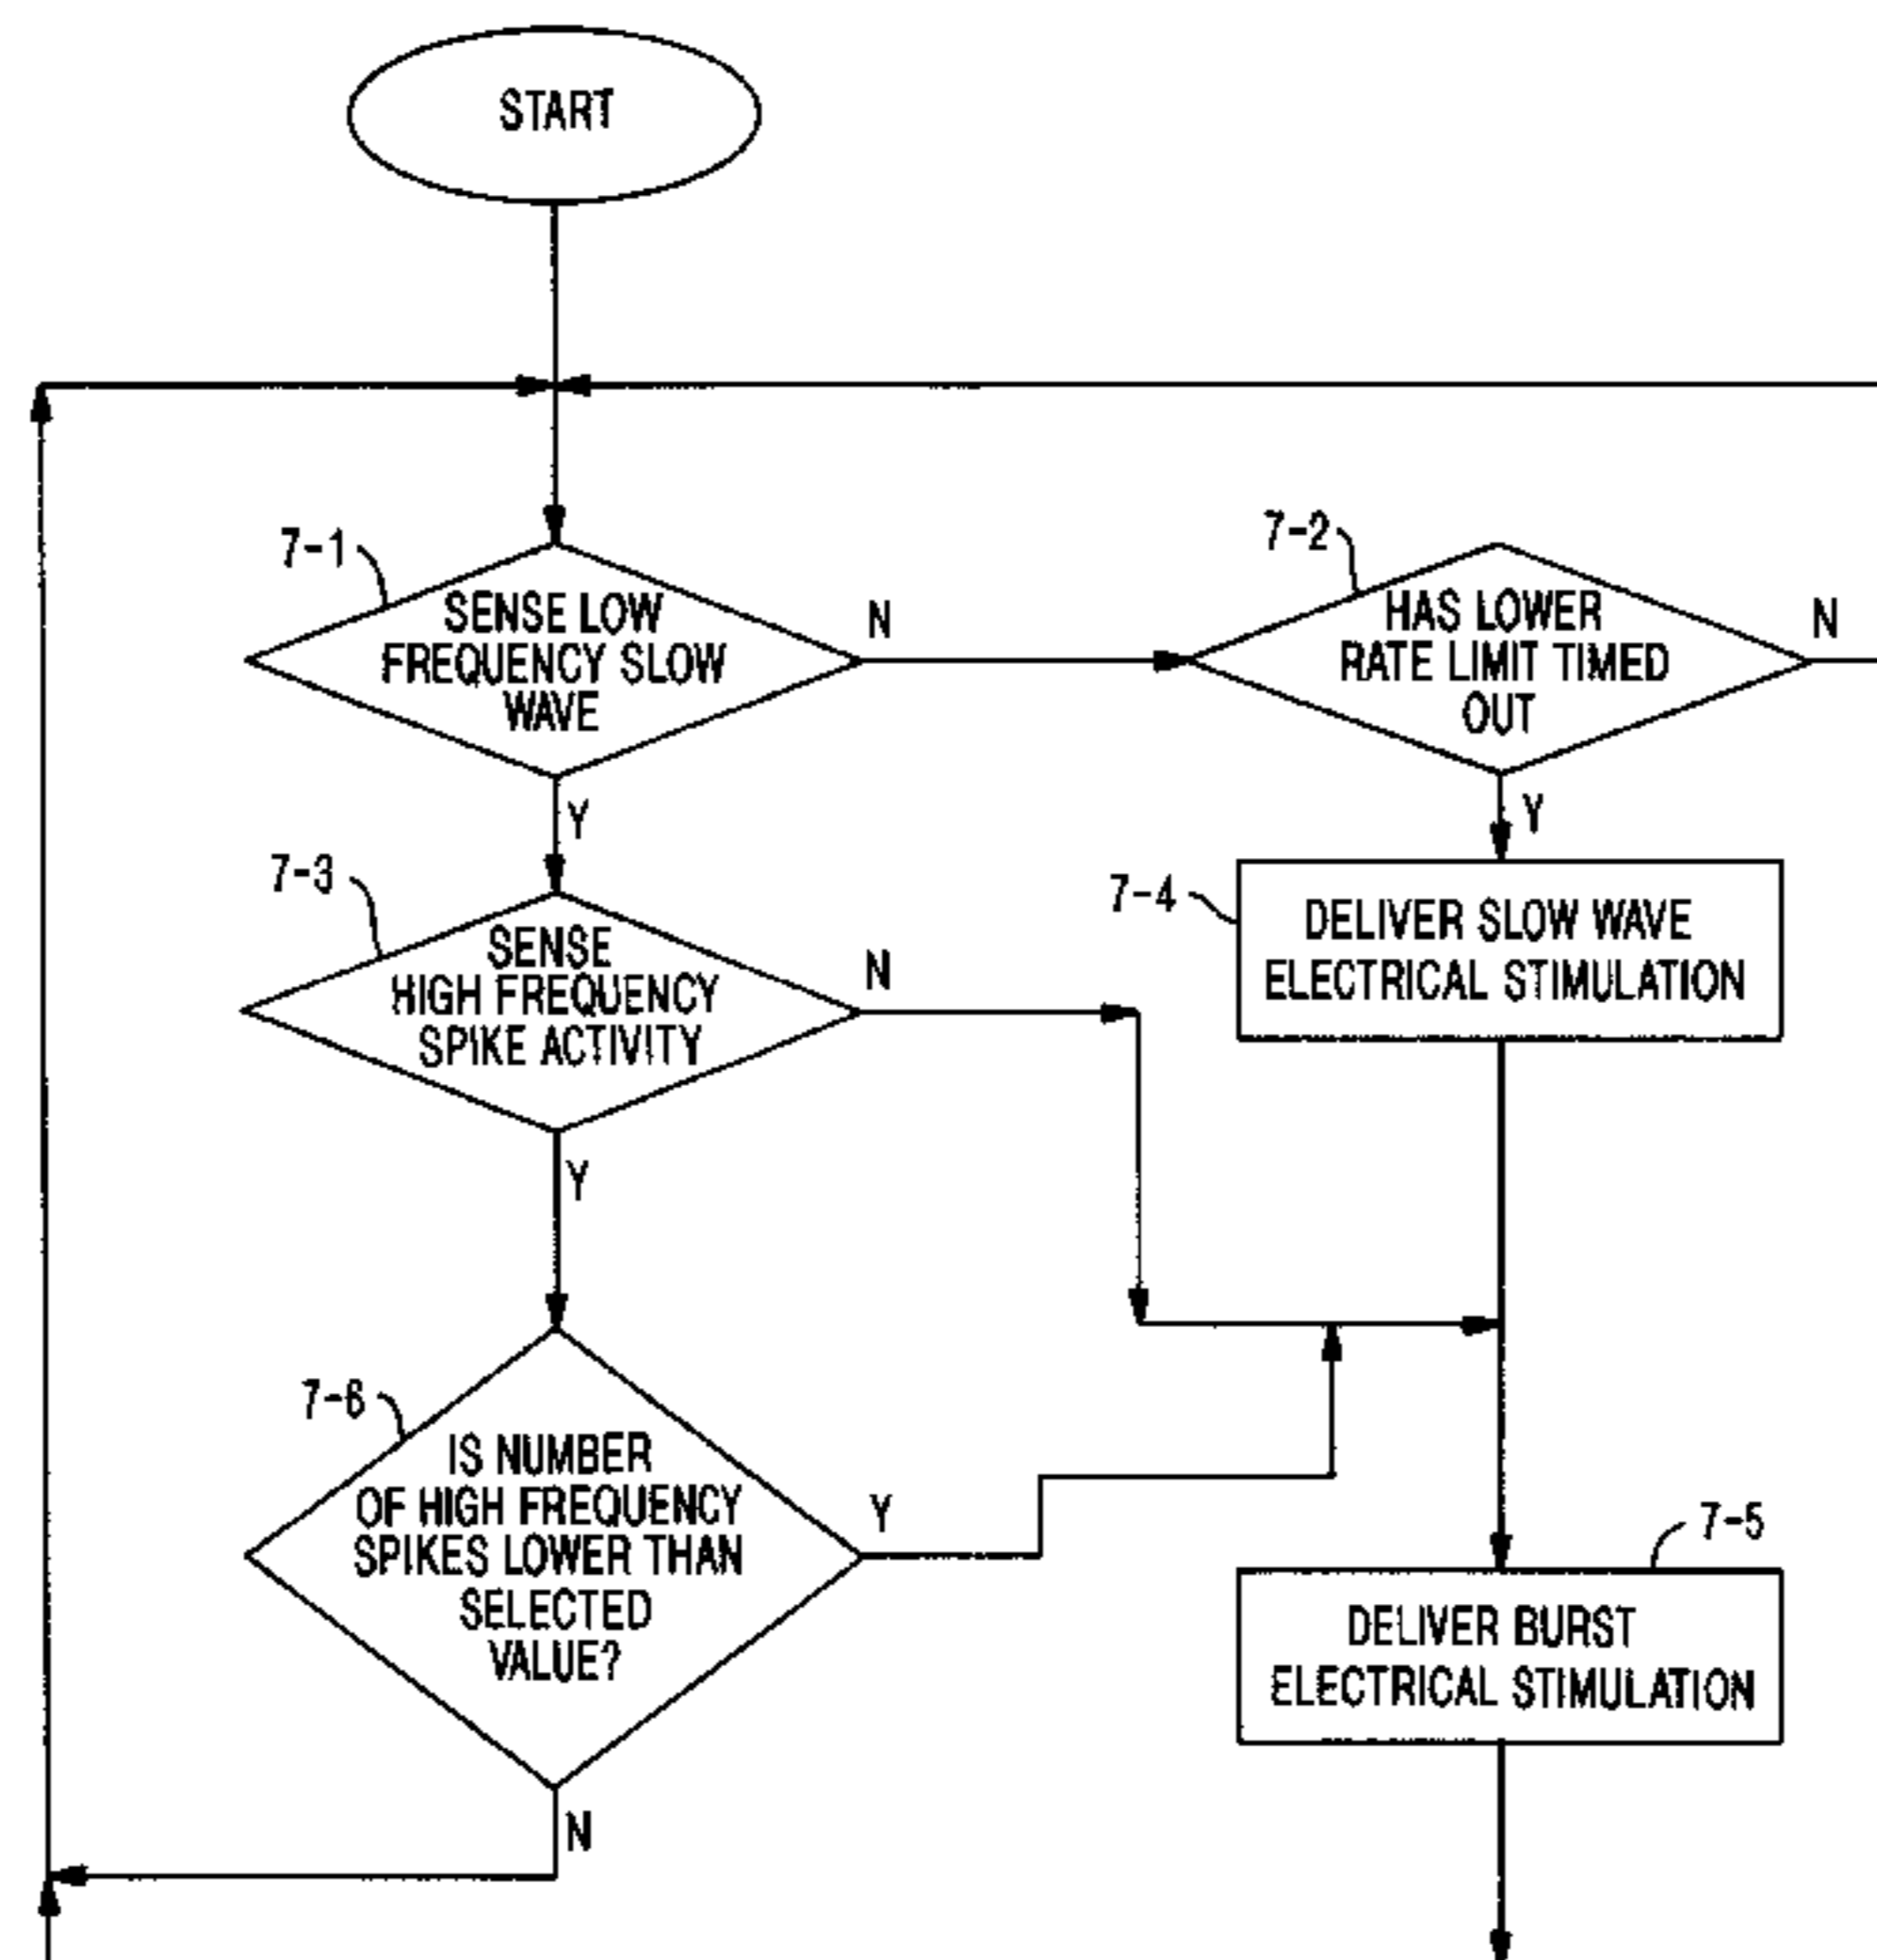 START
7-1
SENSE LOW
FREQUENCY SLOW
WAVE
N
Y
7-2
HAS LOWER
RATE LIMIT TIMED
OUT
N
Y
7-3
SENSE
HIGH FREQUENCY
SPIKE ACTIVITY
N
Y
7-4
DELIVER SLOW WAVE
ELECTRICAL STIMULATION
7-6
IS NUMBER
OF HIGH FREQUENCY
SPIKES LOWER THAN
SELECTED
VALUE?
Y
N
7-5
DELIVER BURST
ELECTRICAL STIMULATION